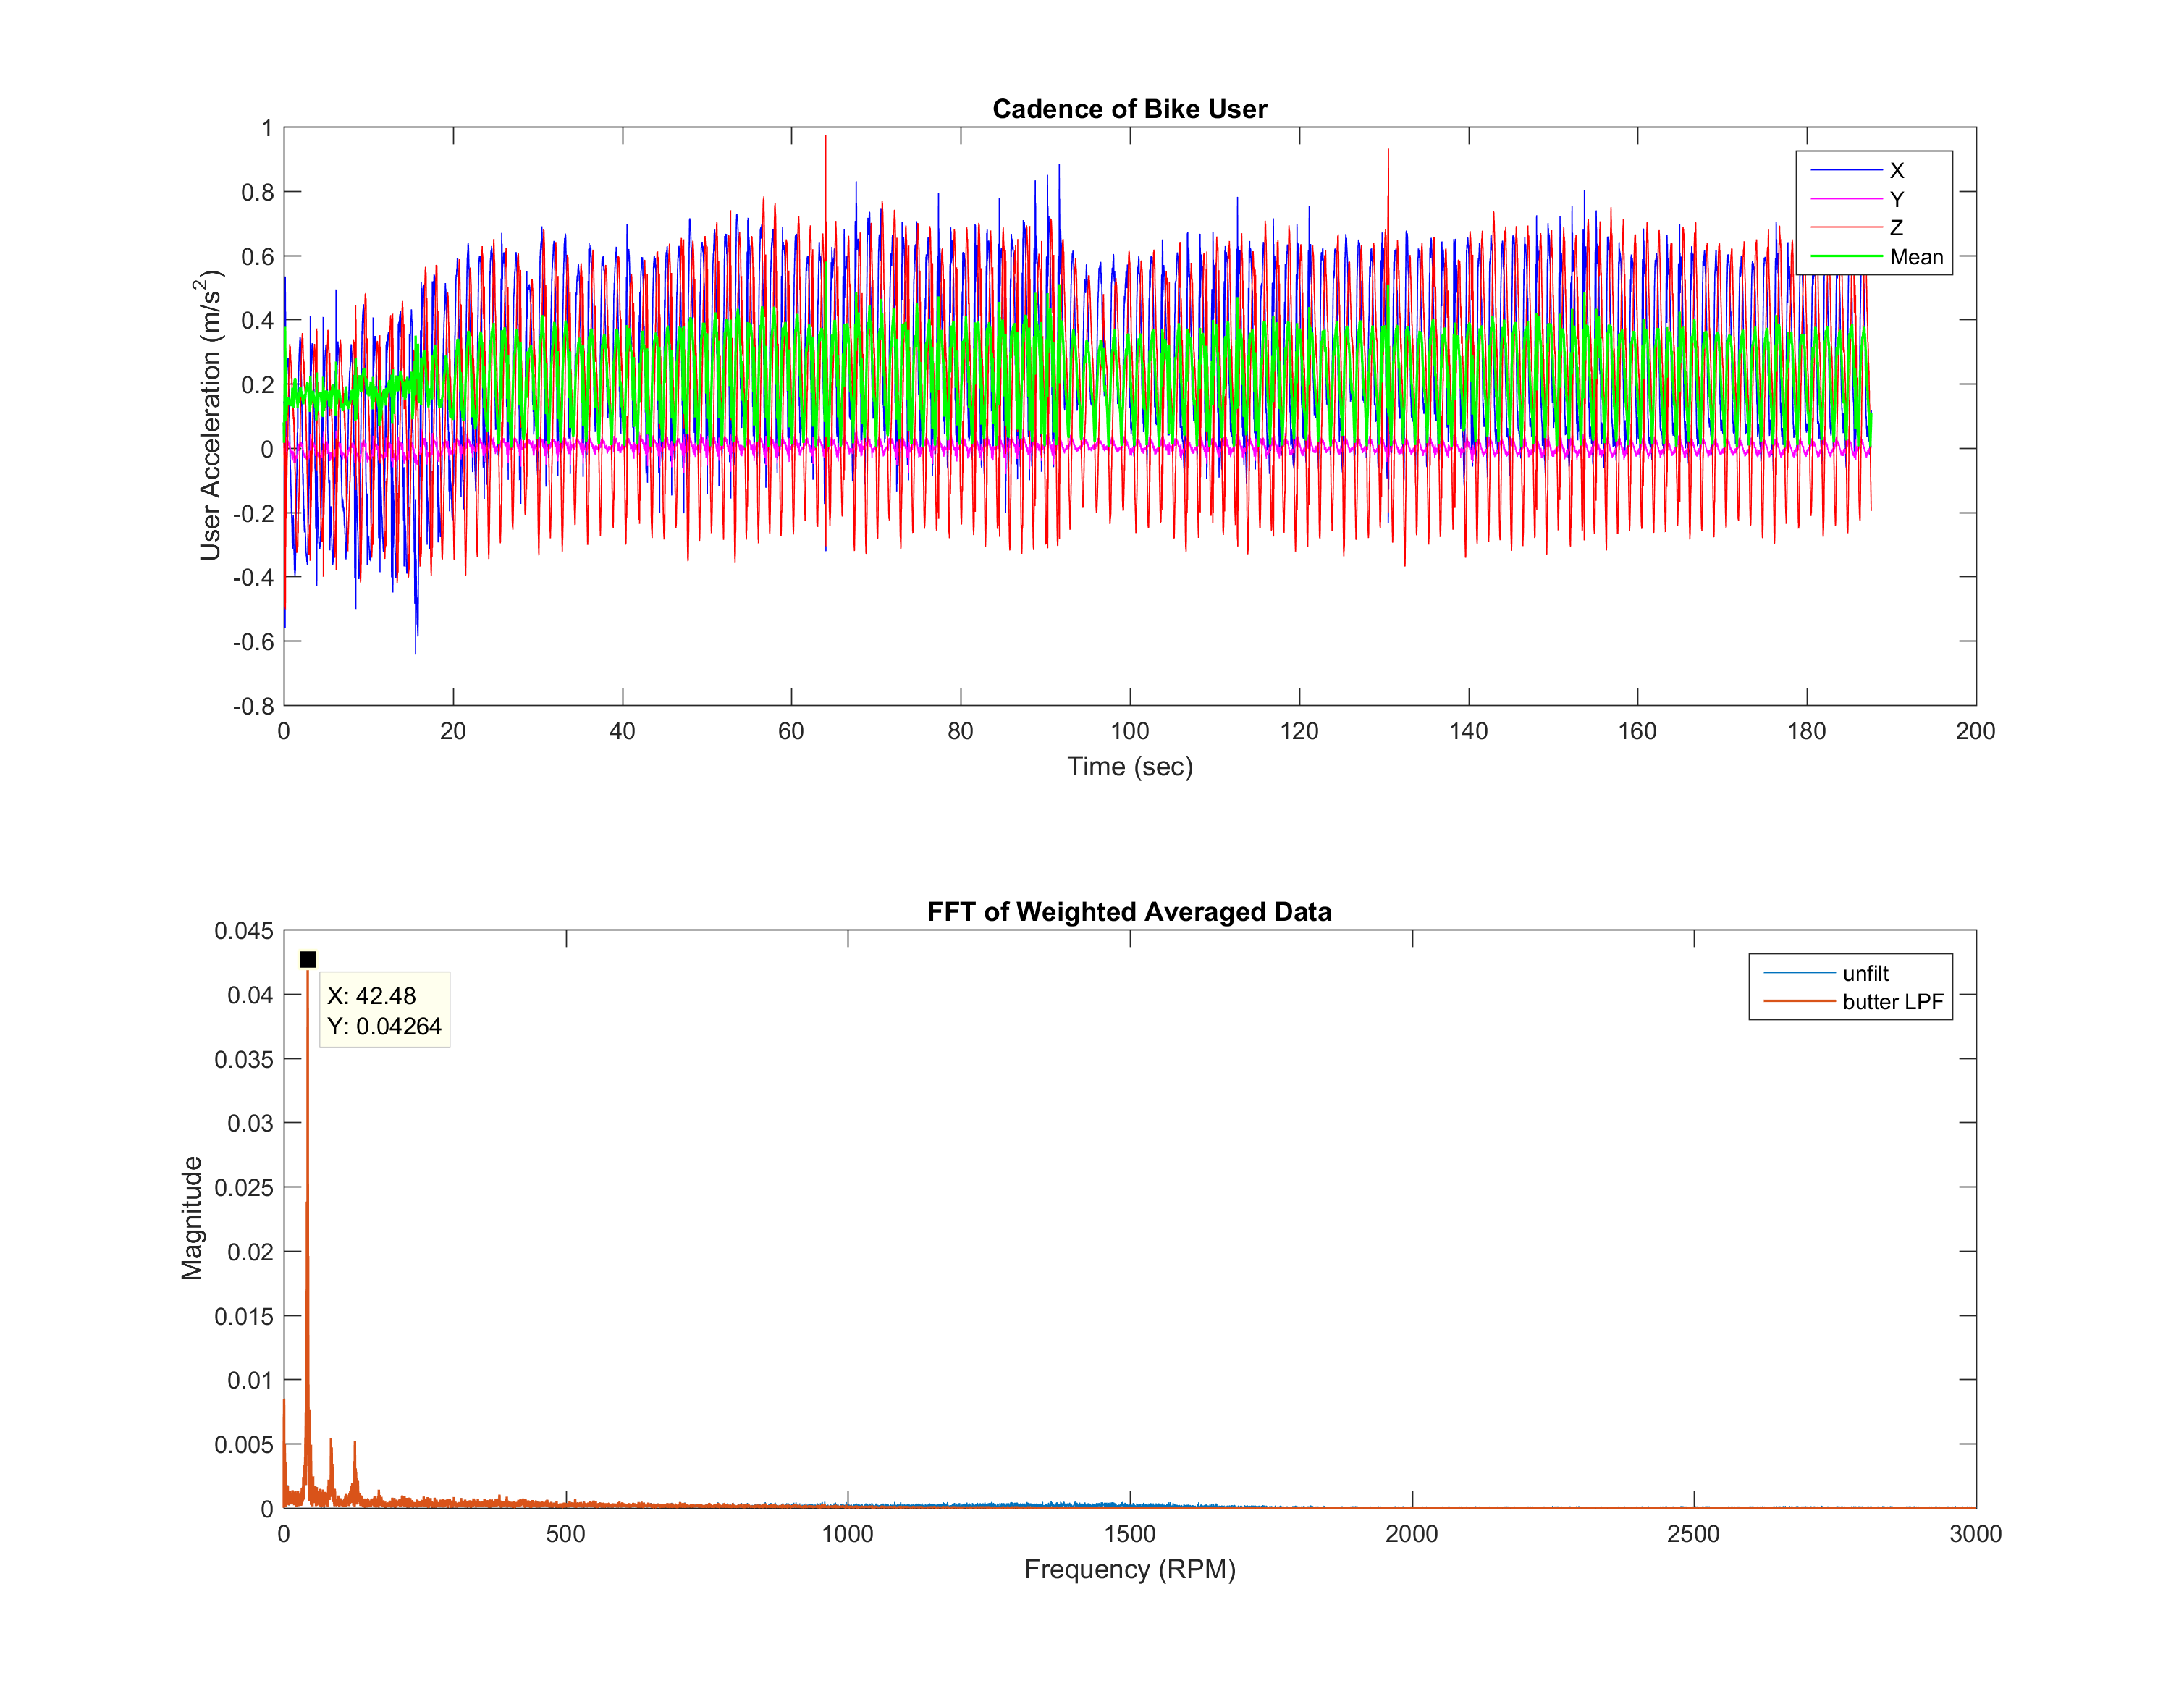 Cadence of Bike User
1
0.8
0.6
0.4
0.2
0
-0.2
-0.4
-0.6
-0.8
User Acceleration (m/s²)
X
Y
Z
Mean
0 20 40 60 80 100 120 140 160 180 200
Time (sec)
FFT of Weighted Averaged Data
0.045
0.04
0.035
0.03
0.025
0.02
0.015
0.01
0.005
0
Magnitude
X: 42.48
Y: 0.04264
unfilt
butter LPF
0 500 1000 1500 2000 2500 3000
Frequency (RPM)